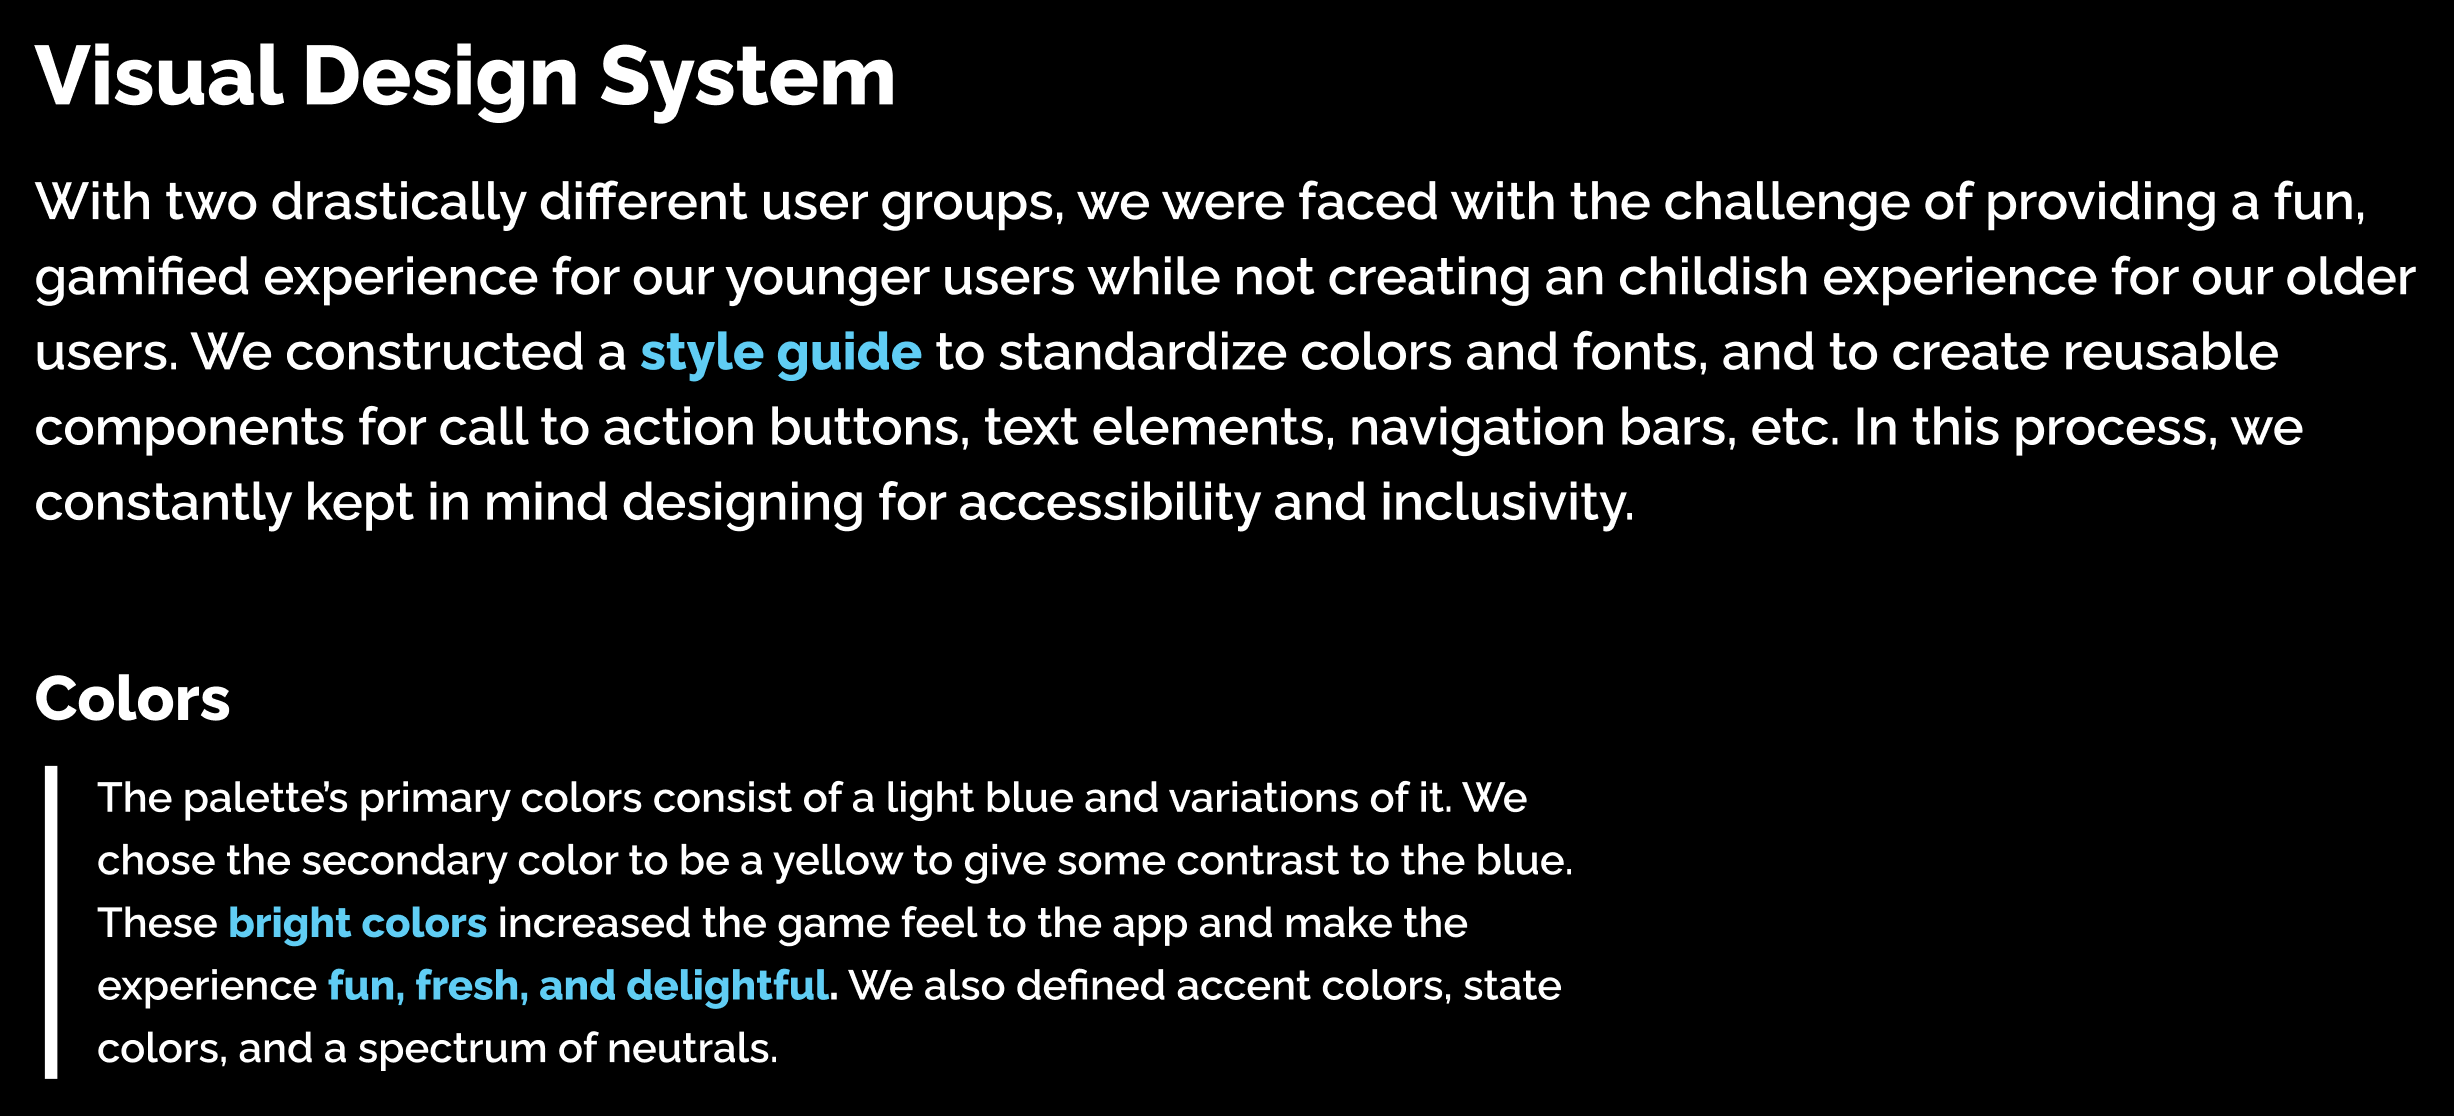 Visual Design System
With two drastically different user groups, we were faced with the challenge of providing a fun,
gamified experience for our younger users while not creating an childish experience for our older
users. We constructed a style guide to standardize colors and fonts, and to create reusable
components for call to action buttons, text elements, navigation bars, etc. In this process, we
constantly kept in mind designing for accessibility and inclusivity.
Colors
The palette’s primary colors consist of a light blue and variations of it. We
chose the secondary color to be a yellow to give some contrast to the blue.
These bright colors increased the game feel to the app and make the
experience fun, fresh, and delightful. We also defined accent colors, state
colors, and a spectrum of neutrals.